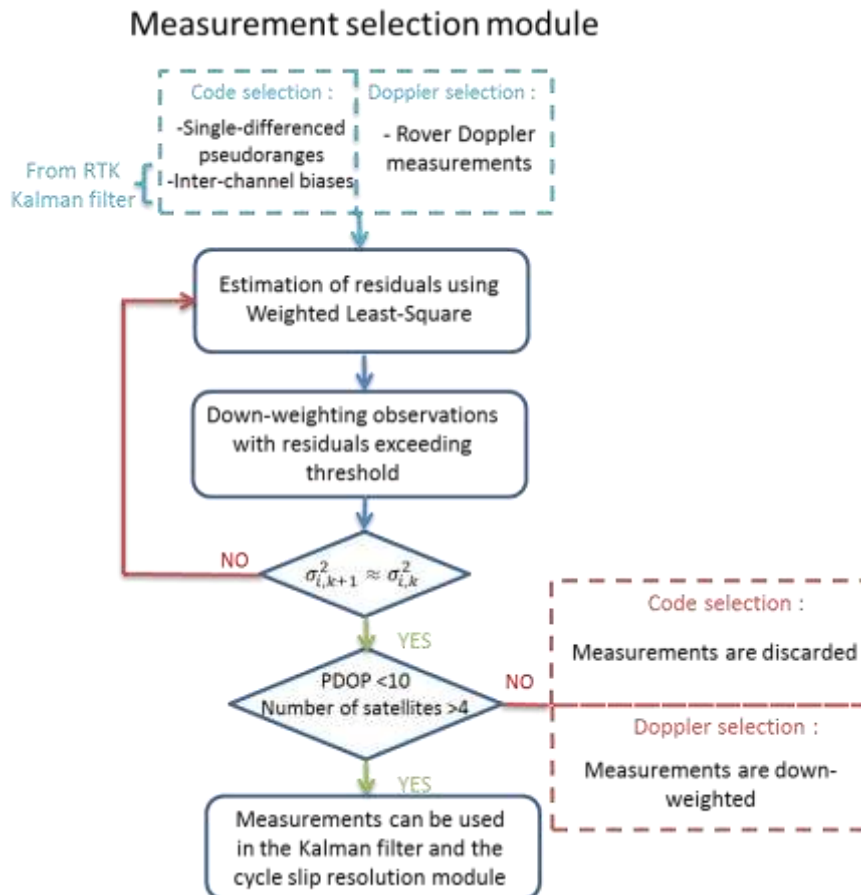 Measurement selection module
Code selection :
-Single-differenced
pseudoranges
-Inter-channel biases
Doppler selection :
- Rover Doppler
measurements
From RTK
Kalman filter
Estimation of residuals using
Weighted Least-Square
Down-weighting observations
with residuals exceeding
threshold
NO
σ²ᵢ,ₖ₊₁ ≈ σ²ᵢ,ₖ
YES
PDOP <10
Number of satellites >4
NO
Code selection :
Measurements are discarded
Doppler selection :
Measurements are down-
weighted
YES
Measurements can be used
in the Kalman filter and the
cycle slip resolution module